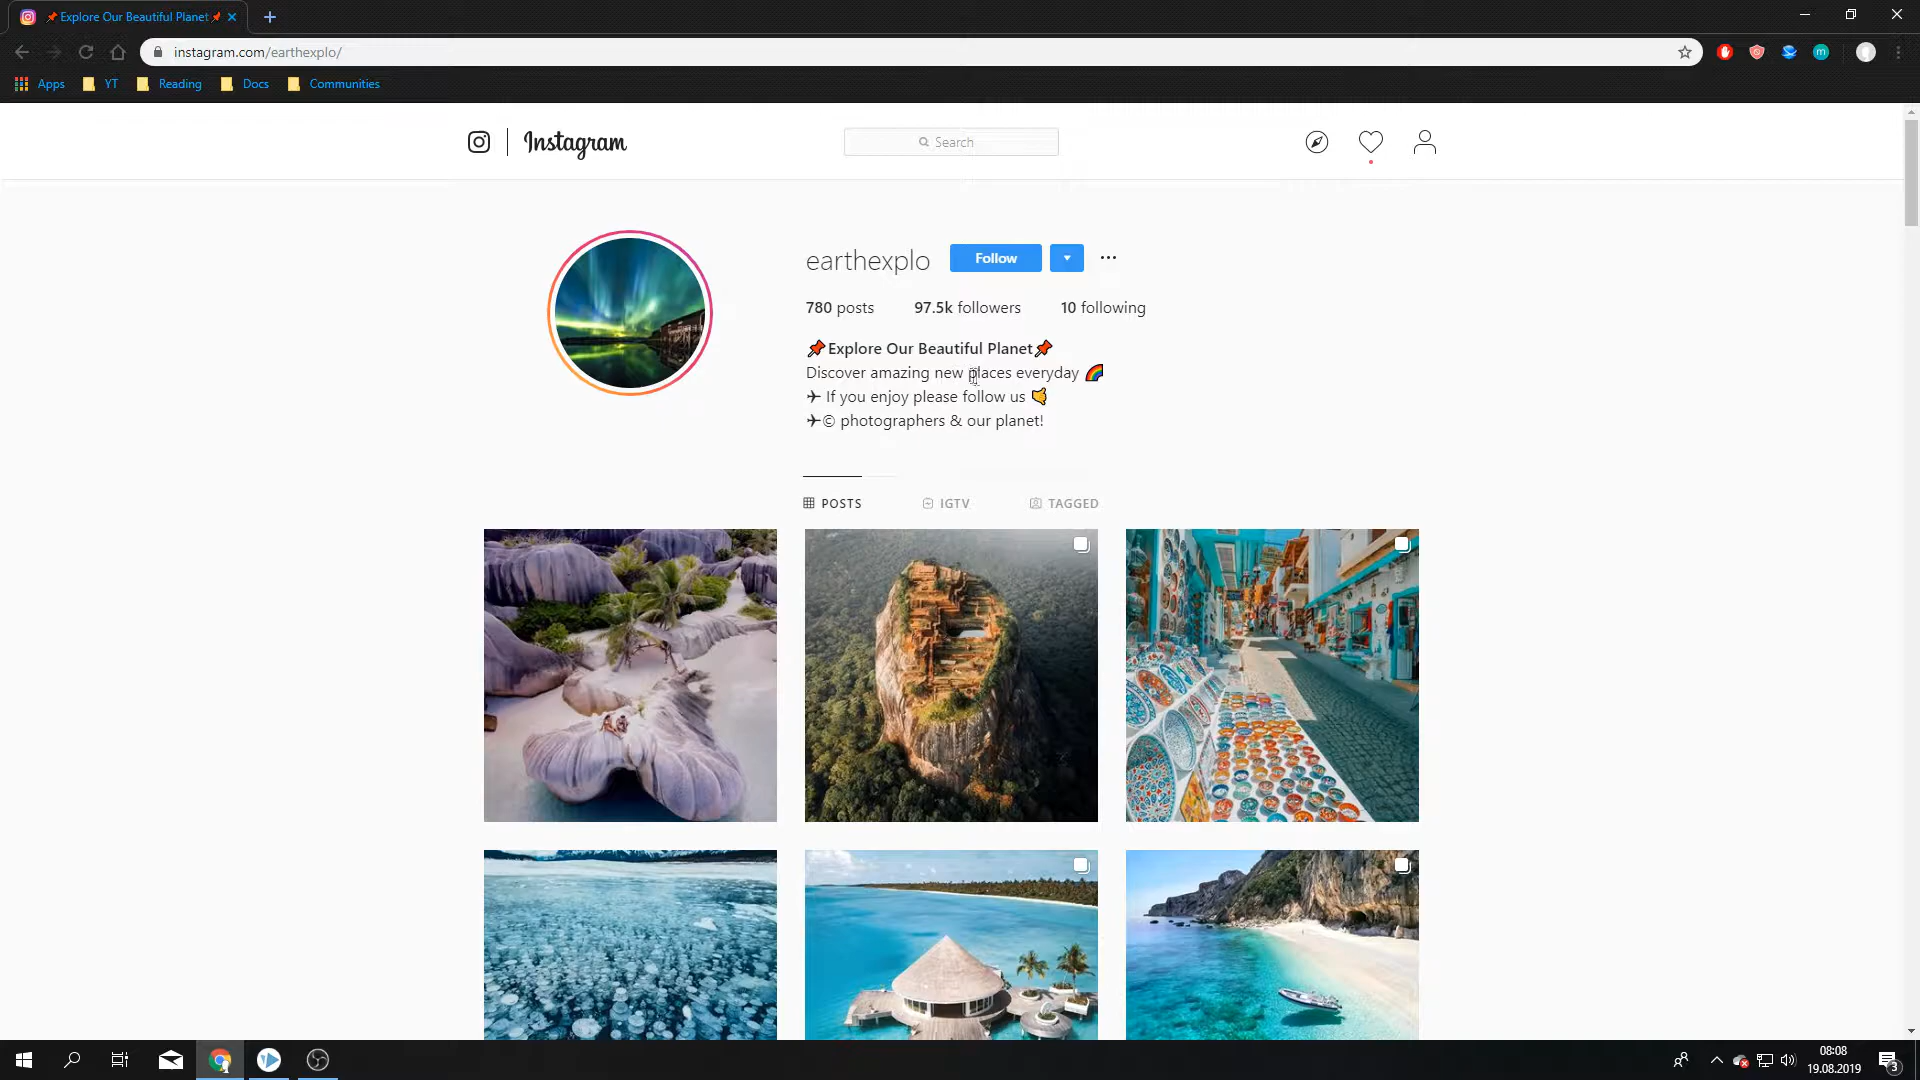 📌Explore Our Beautiful Planet📌
instagram.com/earthexplo/
Apps YT Reading Docs Communities
Instagram
Search
earthexplo Follow
780 posts 97.5k followers 10 following
📌Explore Our Beautiful Planet📌
Discover amazing new places everyday 🌈
✈ If you enjoy please follow us 🤙
✈© photographers & our planet!
POSTS IGTV TAGGED
08:08
19.08.2019
3